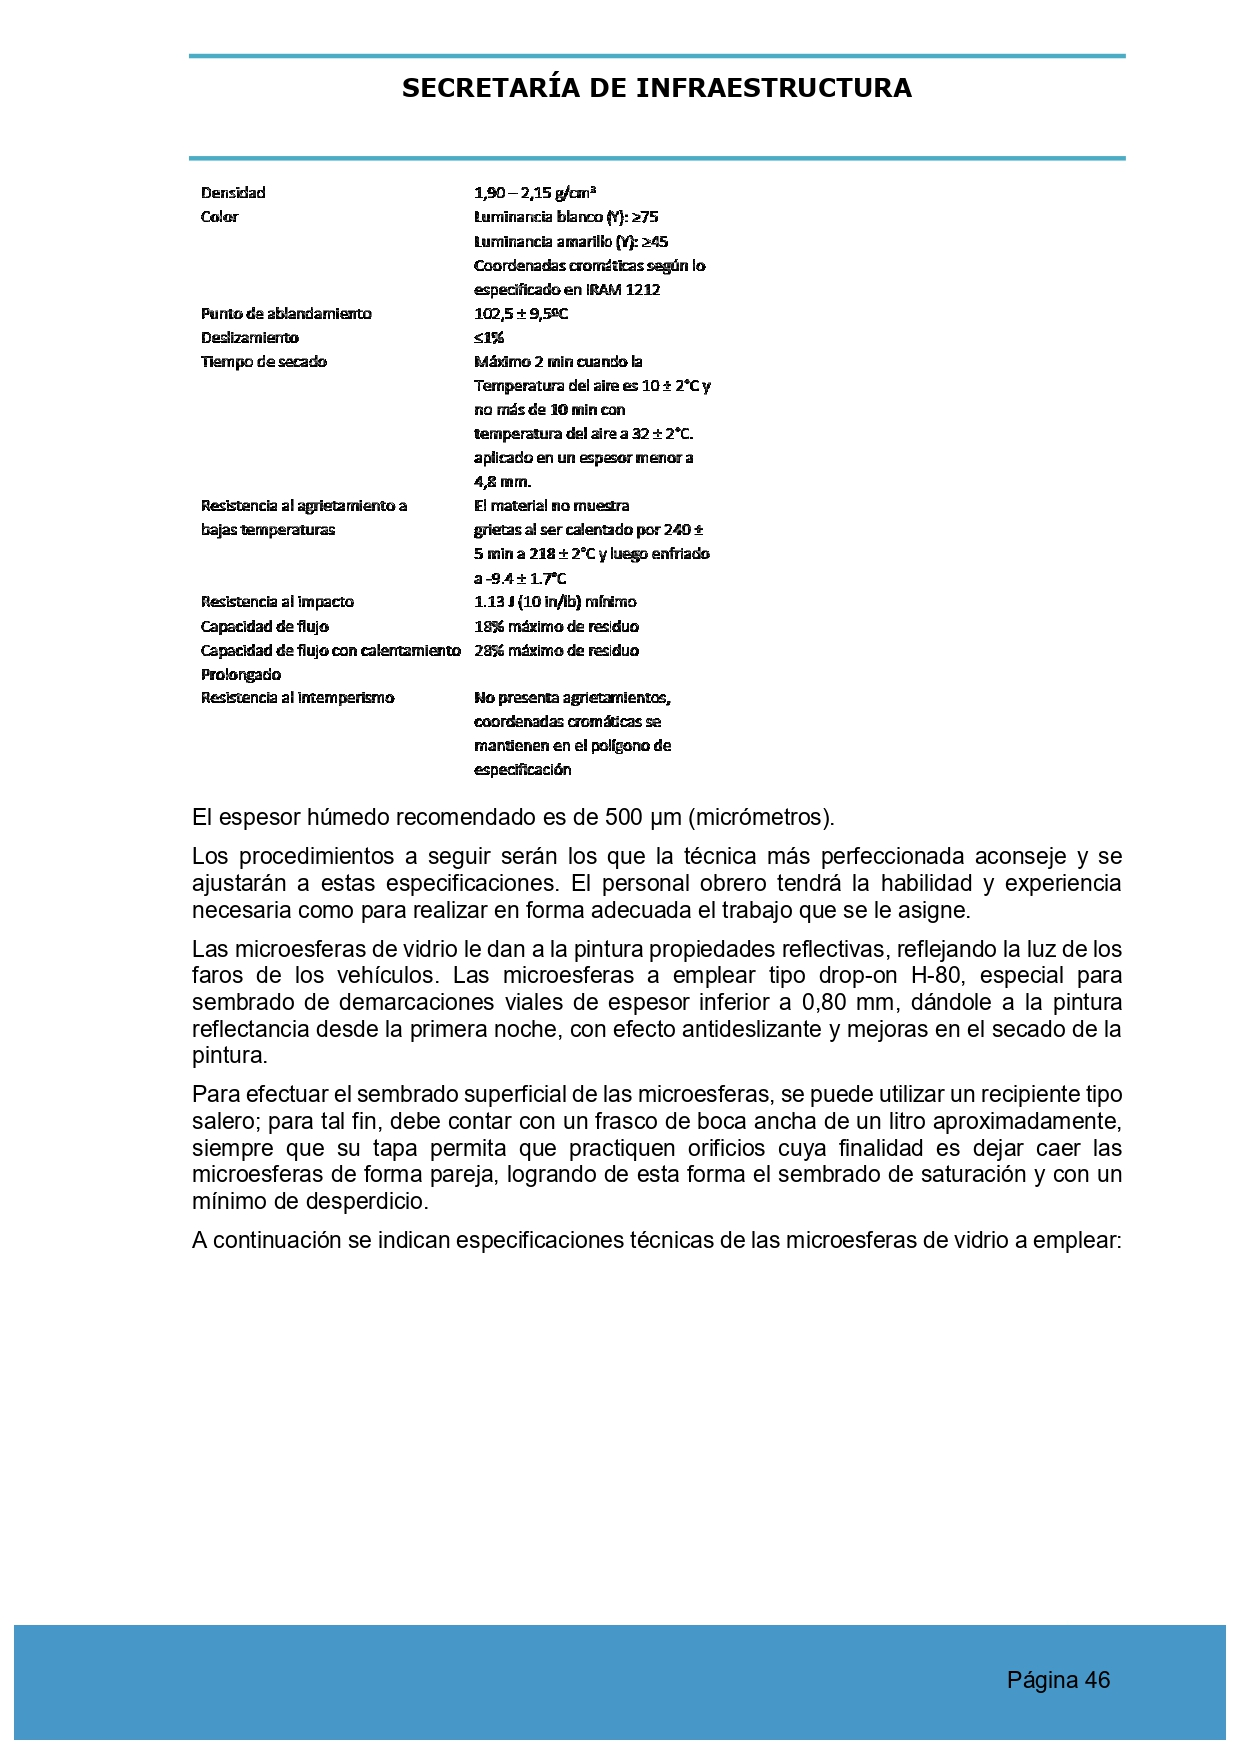 SECRETARÍA DE INFRAESTRUCTURA
Densidad 1,90 – 2,15 g/cm³
Color Luminancia blanco (Y): ≥75
Luminancia amarillo (Y): ≥45
Coordenadas cromáticas según lo
especificado en IRAM 1212
Punto de ablandamiento 102,5 ± 9,5ºC
Deslizamiento ≤1%
Tiempo de secado Máximo 2 min cuando la
Temperatura del aire es 10 ± 2°C y
no más de 10 min con
temperatura del aire a 32 ± 2°C.
aplicado en un espesor menor a
4,8 mm.
Resistencia al agrietamiento a El material no muestra
bajas temperaturas grietas al ser calentado por 240 ±
5 min a 218 ± 2°C y luego enfriado
a -9.4 ± 1.7°C
Resistencia al impacto 1.13 J (10 in/lb) mínimo
Capacidad de flujo 18% máximo de residuo
Capacidad de flujo con calentamiento 28% máximo de residuo
Prolongado
Resistencia al intemperismo No presenta agrietamientos,
coordenadas cromáticas se
mantienen en el polígono de
especificación
El espesor húmedo recomendado es de 500 µm (micrómetros).
Los procedimientos a seguir serán los que la técnica más perfeccionada aconseje y se
ajustarán a estas especificaciones. El personal obrero tendrá la habilidad y experiencia
necesaria como para realizar en forma adecuada el trabajo que se le asigne.
Las microesferas de vidrio le dan a la pintura propiedades reflectivas, reflejando la luz de los
faros de los vehículos. Las microesferas a emplear tipo drop-on H-80, especial para
sembrado de demarcaciones viales de espesor inferior a 0,80 mm, dándole a la pintura
reflectancia desde la primera noche, con efecto antideslizante y mejoras en el secado de la
pintura.
Para efectuar el sembrado superficial de las microesferas, se puede utilizar un recipiente tipo
salero; para tal fin, debe contar con un frasco de boca ancha de un litro aproximadamente,
siempre que su tapa permita que practiquen orificios cuya finalidad es dejar caer las
microesferas de forma pareja, logrando de esta forma el sembrado de saturación y con un
mínimo de desperdicio.
A continuación se indican especificaciones técnicas de las microesferas de vidrio a emplear:
Página 46